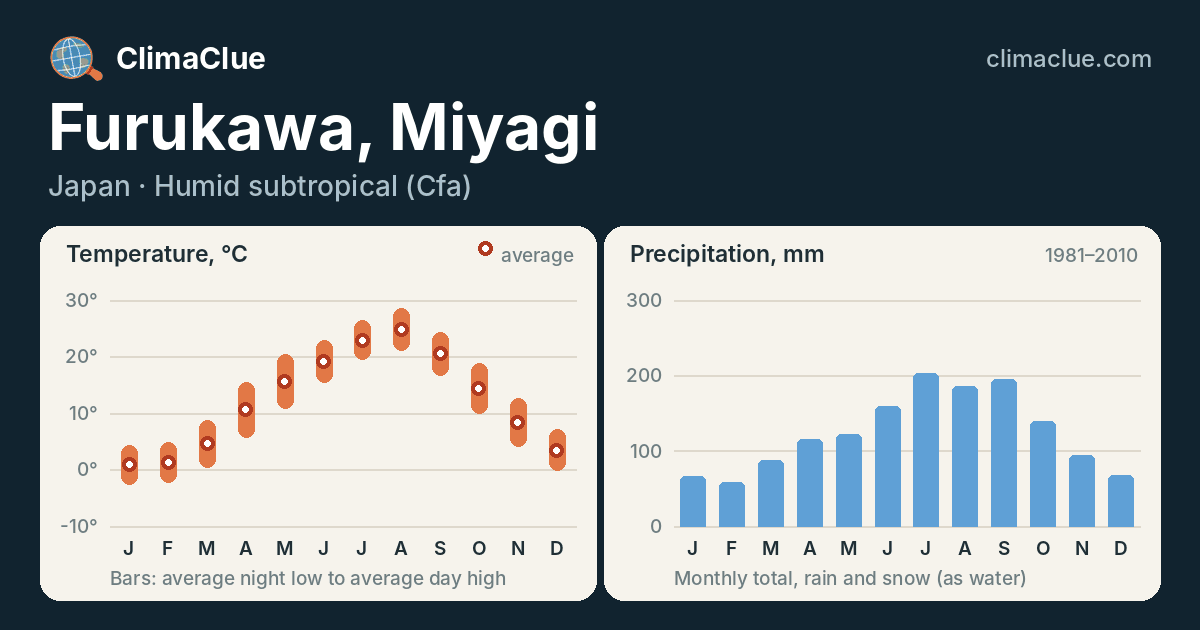 ClimaClue
climaclue.com
Furukawa, Miyagi
Japan · Humid subtropical (Cfa)
Temperature, °C
average
30°
20°
10°
0°
-10°
J F M A M J J A S O N D
Bars: average night low to average day high
Precipitation, mm
1981–2010
300
200
100
0
J F M A M J J A S O N D
Monthly total, rain and snow (as water)